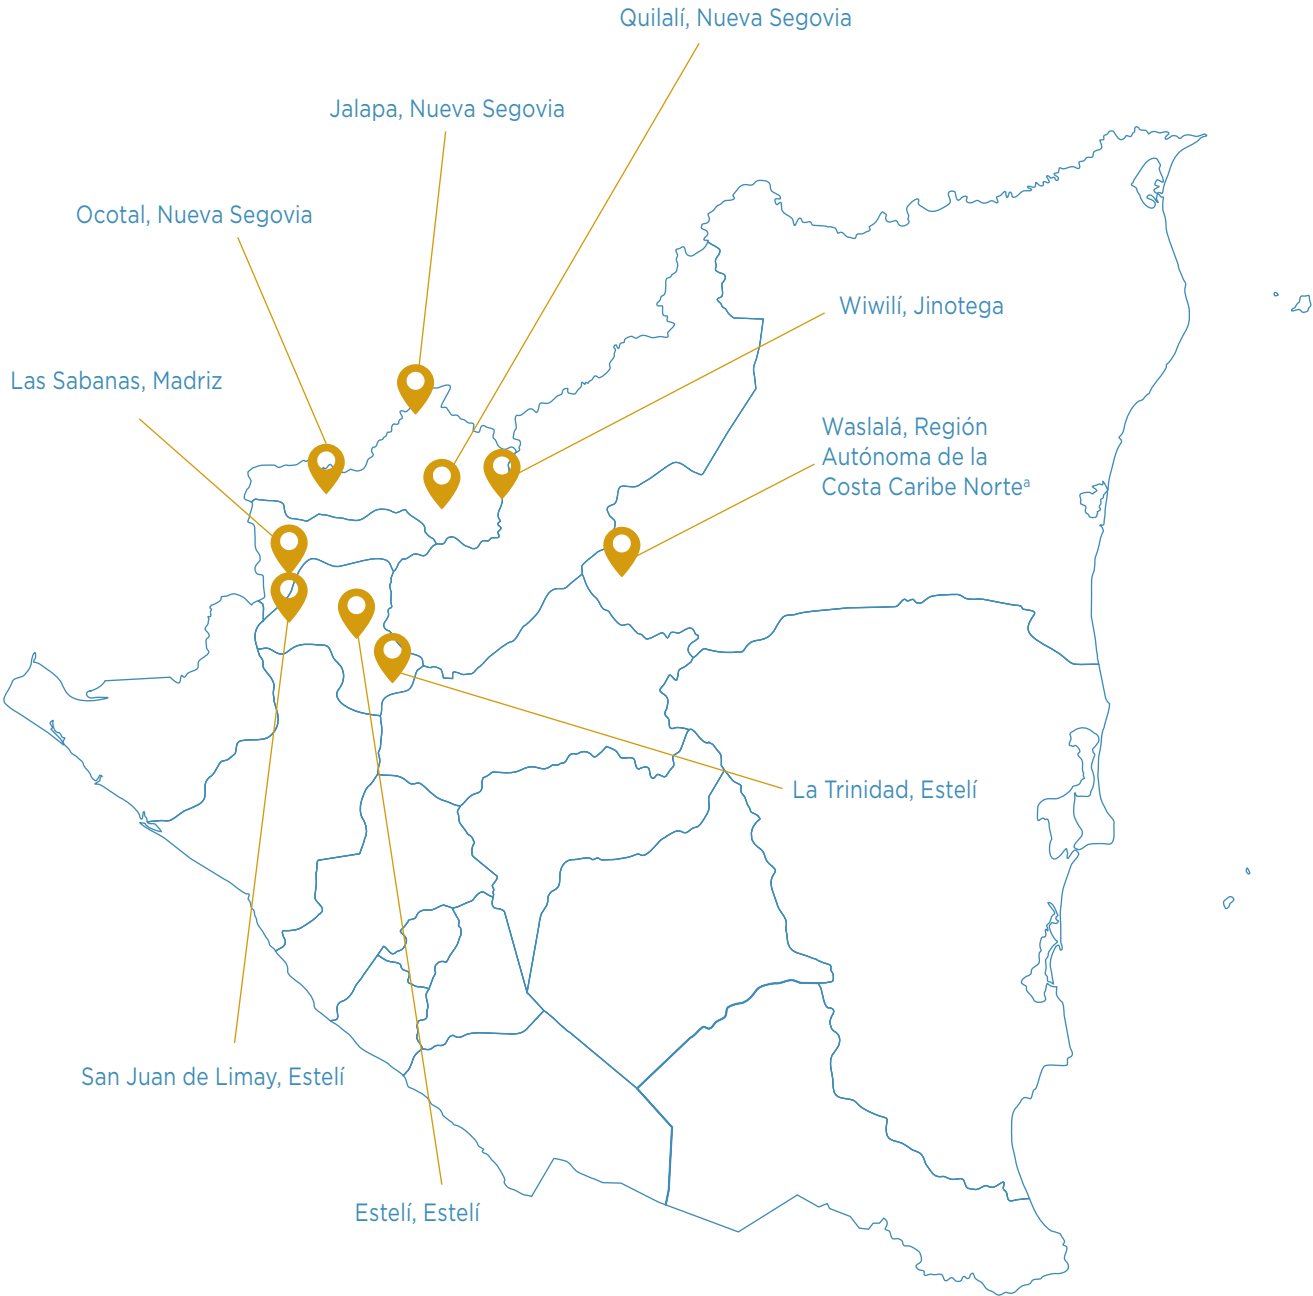 Quilalí, Nueva Segovia
Jalapa, Nueva Segovia
Ocotal, Nueva Segovia
Wiwilí, Jinotega
Las Sabanas, Madriz
Waslalá, Región
Autónoma de la
Costa Caribe Norteᵃ
La Trinidad, Estelí
San Juan de Limay, Estelí
Estelí, Estelí